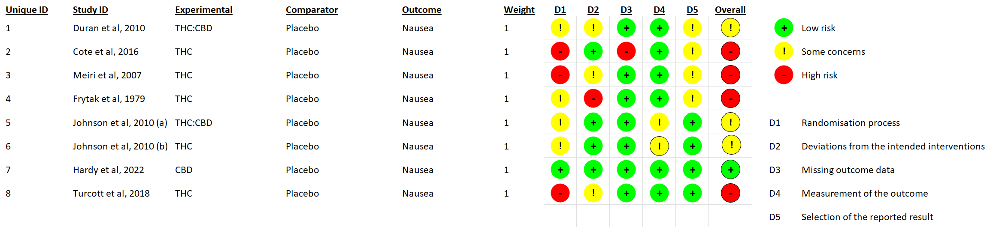 Unique ID Study ID Experimental Comparator Outcome Weight D1 D2 D3 D4 D5 Overall
1 Duran et al, 2010 THC:CBD Placebo Nausea 1 ! ! + + ! ! + Low risk
2 Cote et al, 2016 THC Placebo Nausea 1 - + - + ! - ! Some concerns
3 Meiri et al, 2007 THC Placebo Nausea 1 - ! + + ! - - High risk
4 Frytak et al, 1979 THC Placebo Nausea 1 ! - + + ! -
5 Johnson et al, 2010 (a) THC:CBD Placebo Nausea 1 ! + + ! + ! D1 Randomisation process
6 Johnson et al, 2010 (b) THC Placebo Nausea 1 ! + + ! + ! D2 Deviations from the intended interventions
7 Hardy et al, 2022 CBD Placebo Nausea 1 + + + + + + D3 Missing outcome data
8 Turcott et al, 2018 THC Placebo Nausea 1 - ! + + + - D4 Measurement of the outcome
D5 Selection of the reported result